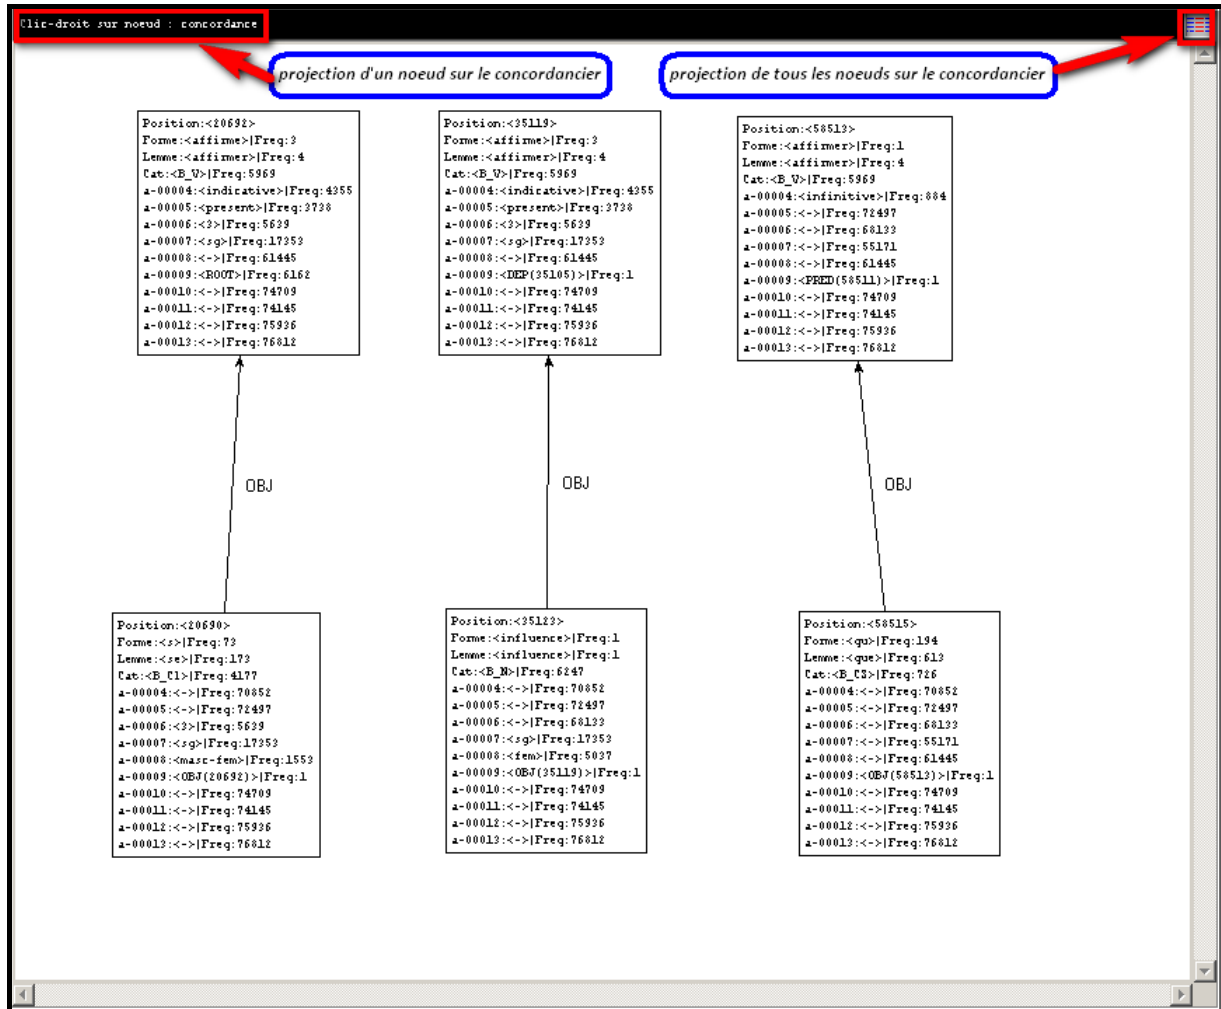 Clic-droit sur noeud : concordance
projection d'un noeud sur le concordancier
projection de tous les noeuds sur le concordancier
Position:<20692>
Forme:<affirme>|Freq:3
Lemme:<affirmer>|Freq:4
Cat:<B_V>|Freq:5969
a-00004:<indicative>|Freq:4355
a-00005:<present>|Freq:3738
a-00006:<3>|Freq:5639
a-00007:<sg>|Freq:17353
a-00008:<->|Freq:61445
a-00009:<ROOT>|Freq:6162
a-00010:<->|Freq:74709
a-00011:<->|Freq:74145
a-00012:<->|Freq:75936
a-00013:<->|Freq:76812
Position:<35119>
Forme:<affirme>|Freq:3
Lemme:<affirmer>|Freq:4
Cat:<B_V>|Freq:5969
a-00004:<indicative>|Freq:4355
a-00005:<present>|Freq:3738
a-00006:<3>|Freq:5639
a-00007:<sg>|Freq:17353
a-00008:<->|Freq:61445
a-00009:<DEP(35105)>|Freq:1
a-00010:<->|Freq:74709
a-00011:<->|Freq:74145
a-00012:<->|Freq:75936
a-00013:<->|Freq:76812
Position:<58513>
Forme:<affirmer>|Freq:1
Lemme:<affirmer>|Freq:4
Cat:<B_V>|Freq:5969
a-00004:<infinitive>|Freq:884
a-00005:<->|Freq:72497
a-00006:<->|Freq:68133
a-00007:<->|Freq:55171
a-00008:<->|Freq:61445
a-00009:<PRED(58511)>|Freq:1
a-00010:<->|Freq:74709
a-00011:<->|Freq:74145
a-00012:<->|Freq:75936
a-00013:<->|Freq:76812
OBJ
OBJ
OBJ
Position:<20690>
Forme:<s>|Freq:73
Lemme:<se>|Freq:173
Cat:<B_Cl>|Freq:4177
a-00004:<->|Freq:70852
a-00005:<->|Freq:72497
a-00006:<3>|Freq:5639
a-00007:<sg>|Freq:17353
a-00008:<masc-fem>|Freq:1553
a-00009:<OBJ(20692)>|Freq:1
a-00010:<->|Freq:74709
a-00011:<->|Freq:74145
a-00012:<->|Freq:75936
a-00013:<->|Freq:76812
Position:<35123>
Forme:<influence>|Freq:1
Lemme:<influence>|Freq:1
Cat:<B_N>|Freq:6247
a-00004:<->|Freq:70852
a-00005:<->|Freq:72497
a-00006:<->|Freq:68133
a-00007:<sg>|Freq:17353
a-00008:<fem>|Freq:5037
a-00009:<OBJ(35119)>|Freq:1
a-00010:<->|Freq:74709
a-00011:<->|Freq:74145
a-00012:<->|Freq:75936
a-00013:<->|Freq:76812
Position:<58515>
Forme:<qu>|Freq:194
Lemme:<que>|Freq:613
Cat:<B_CS>|Freq:726
a-00004:<->|Freq:70852
a-00005:<->|Freq:72497
a-00006:<->|Freq:68133
a-00007:<->|Freq:55171
a-00008:<->|Freq:61445
a-00009:<OBJ(58513)>|Freq:1
a-00010:<->|Freq:74709
a-00011:<->|Freq:74145
a-00012:<->|Freq:75936
a-00013:<->|Freq:76812